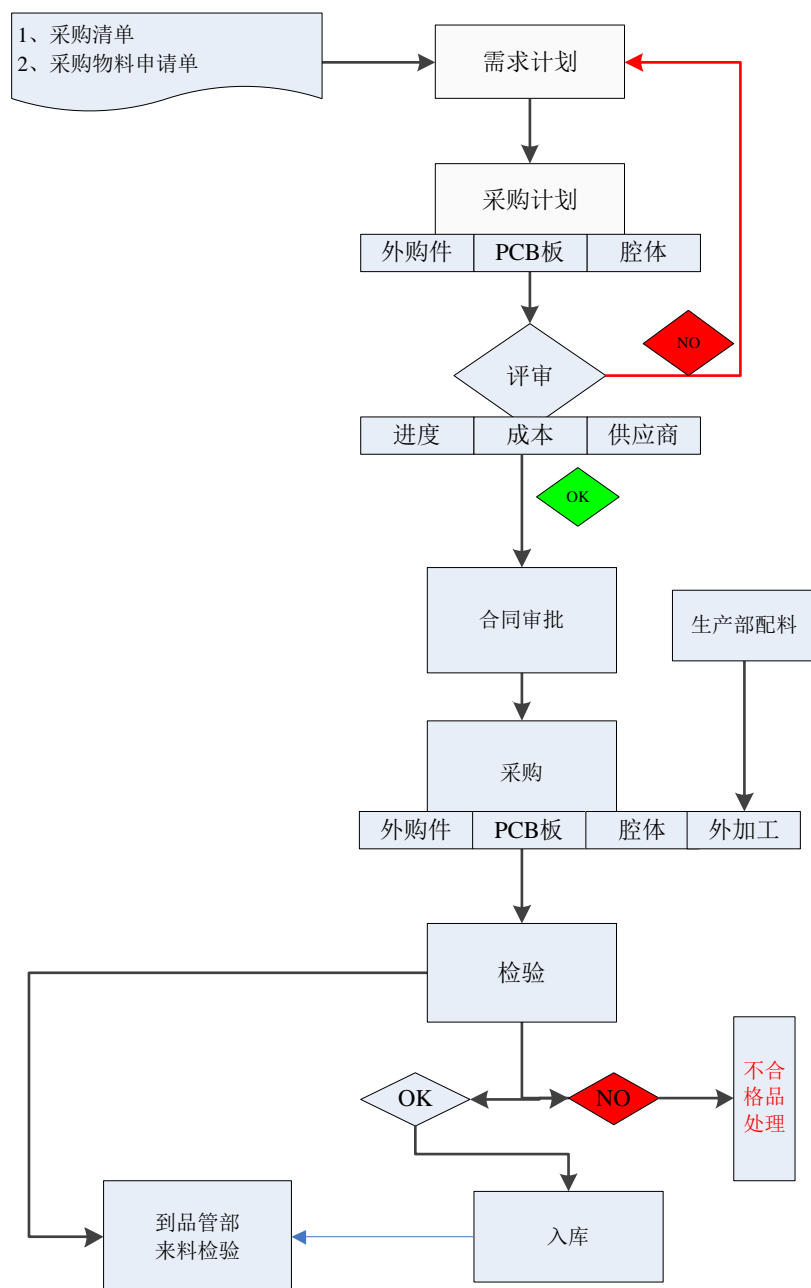 1、采购清单
2、采购物料申请单
需求计划
采购计划
外购件
PCB板
腔体
NO
评审
进度
成本
供应商
OK
合同审批
生产部配料
采购
外购件
PCB板
腔体
外加工
检验
OK
NO
不合
格品
处理
到品管部
来料检验
入库